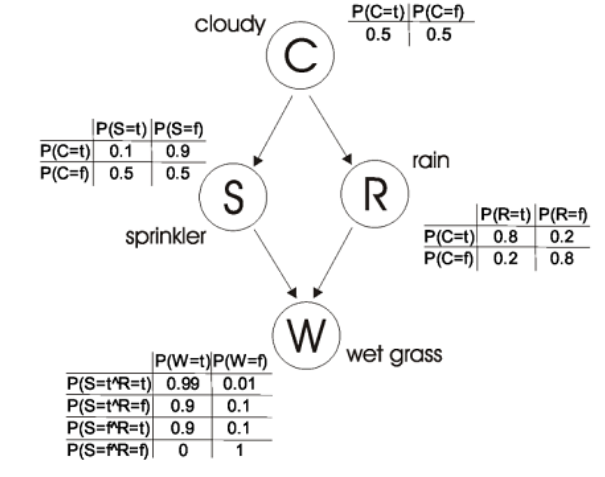 cloudy
P(C=t) P(C=f)
0.5 0.5
C
P(S=t) P(S=f)
P(C=t) 0.1 0.9
P(C=f) 0.5 0.5
S
sprinkler
R
rain
P(R=t) P(R=f)
P(C=t) 0.8 0.2
P(C=f) 0.2 0.8
W
wet grass
P(W=t) P(W=f)
P(S=t^R=t) 0.99 0.01
P(S=t^R=f) 0.9 0.1
P(S=f^R=t) 0.9 0.1
P(S=f^R=f) 0 1